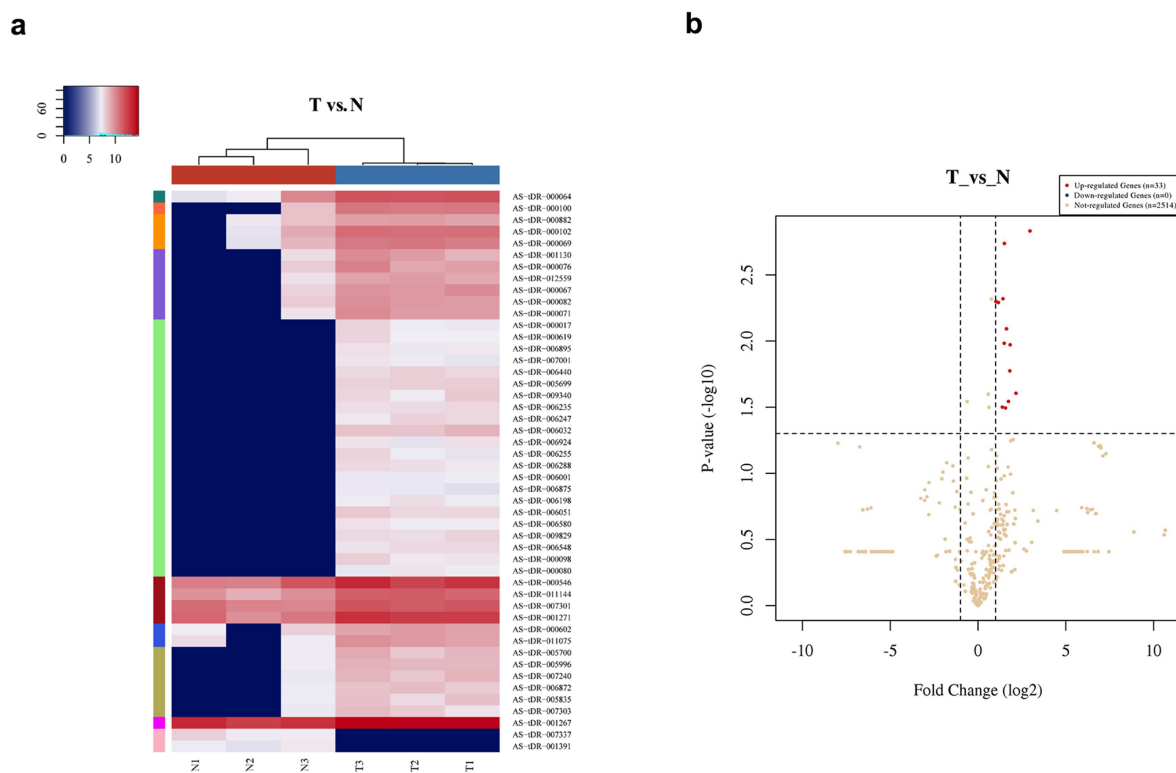 a
b
60
0
0 5 10
T vs. N
AS-tDR-000064
AS-tDR-000100
AS-tDR-000882
AS-tDR-000102
AS-tDR-000069
AS-tDR-001130
AS-tDR-000076
AS-tDR-012559
AS-tDR-000067
AS-tDR-000082
AS-tDR-000071
AS-tDR-000017
AS-tDR-000619
AS-tDR-006895
AS-tDR-007001
AS-tDR-006440
AS-tDR-005699
AS-tDR-009340
AS-tDR-006235
AS-tDR-006247
AS-tDR-006032
AS-tDR-006924
AS-tDR-006255
AS-tDR-006288
AS-tDR-006001
AS-tDR-006875
AS-tDR-006198
AS-tDR-006051
AS-tDR-006580
AS-tDR-009829
AS-tDR-006548
AS-tDR-000098
AS-tDR-000080
AS-tDR-000546
AS-tDR-011144
AS-tDR-007301
AS-tDR-001271
AS-tDR-000602
AS-tDR-011075
AS-tDR-005700
AS-tDR-005996
AS-tDR-007240
AS-tDR-006872
AS-tDR-005835
AS-tDR-007303
AS-tDR-001267
AS-tDR-007337
AS-tDR-001391
N1 N2 N3 T3 T2 T1
T_vs_N
Up-regulated Genes (n=33)
Down-regulated Genes (n=0)
Not-regulated Genes (n=2514)
P-value (-log10)
2.5
2.0
1.5
1.0
0.5
0.0
-10 -5 0 5 10
Fold Change (log2)